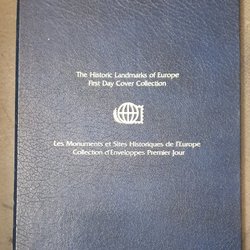 The Historic Landmarks of Europe
First Day Cover Collection
Les Monuments et Sites Historiques de l'Europe
Collection d'Enveloppes Premier Jour